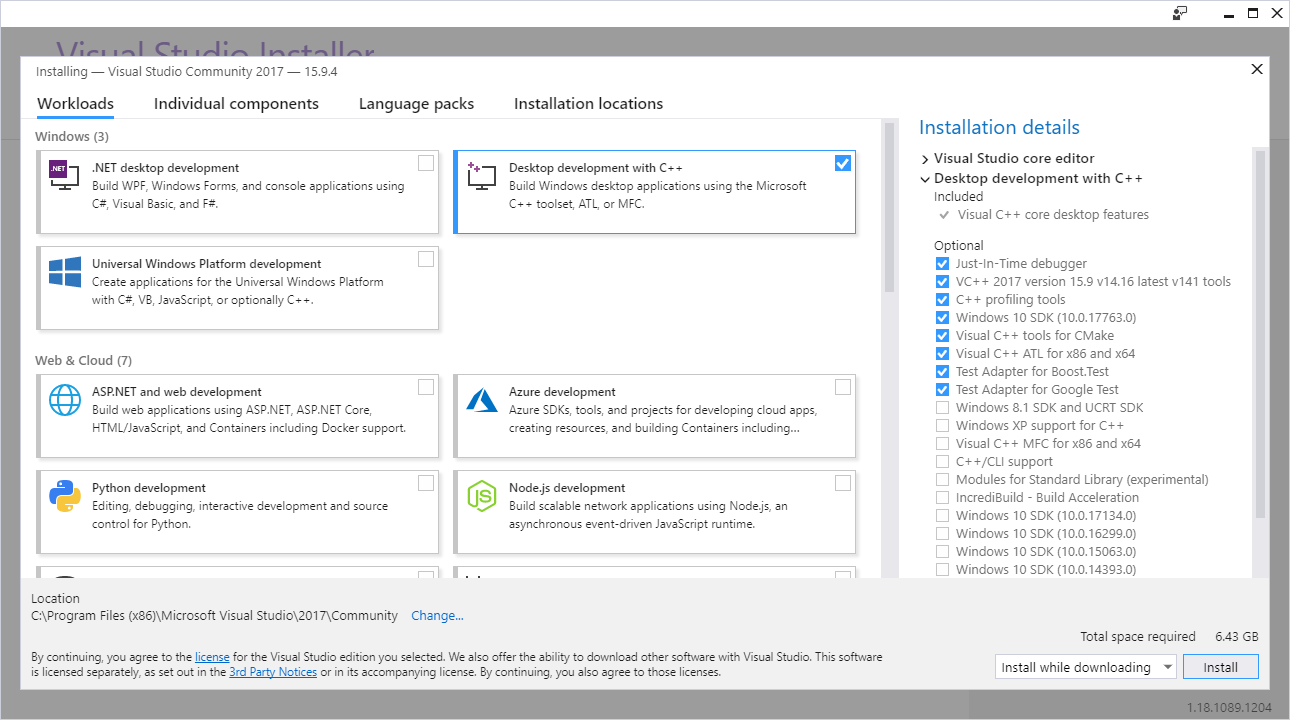 Visual Studio Installer
Installing — Visual Studio Community 2017 — 15.9.4
Workloads
Individual components
Language packs
Installation locations
Windows (3)
.NET
.NET desktop development
Build WPF, Windows Forms, and console applications using
C#, Visual Basic, and F#.
Desktop development with C++
Build Windows desktop applications using the Microsoft
C++ toolset, ATL, or MFC.
Universal Windows Platform development
Create applications for the Universal Windows Platform
with C#, VB, JavaScript, or optionally C++.
Web & Cloud (7)
ASP.NET and web development
Build web applications using ASP.NET, ASP.NET Core,
HTML/JavaScript, and Containers including Docker support.
Azure development
Azure SDKs, tools, and projects for developing cloud apps,
creating resources, and building Containers including...
Python development
Editing, debugging, interactive development and source
control for Python.
JS
Node.js development
Build scalable network applications using Node.js, an
asynchronous event-driven JavaScript runtime.
Installation details
Visual Studio core editor
Desktop development with C++
Included
Visual C++ core desktop features
Optional
Just-In-Time debugger
VC++ 2017 version 15.9 v14.16 latest v141 tools
C++ profiling tools
Windows 10 SDK (10.0.17763.0)
Visual C++ tools for CMake
Visual C++ ATL for x86 and x64
Test Adapter for Boost.Test
Test Adapter for Google Test
Windows 8.1 SDK and UCRT SDK
Windows XP support for C++
Visual C++ MFC for x86 and x64
C++/CLI support
Modules for Standard Library (experimental)
IncrediBuild - Build Acceleration
Windows 10 SDK (10.0.17134.0)
Windows 10 SDK (10.0.16299.0)
Windows 10 SDK (10.0.15063.0)
Windows 10 SDK (10.0.14393.0)
Location
C:\Program Files (x86)\Microsoft Visual Studio\2017\Community Change...
By continuing, you agree to the license for the Visual Studio edition you selected. We also offer the ability to download other software with Visual Studio. This software
is licensed separately, as set out in the 3rd Party Notices or in its accompanying license. By continuing, you also agree to those licenses.
Total space required 6.43 GB
Install while downloading
Install
1.18.1089.1204